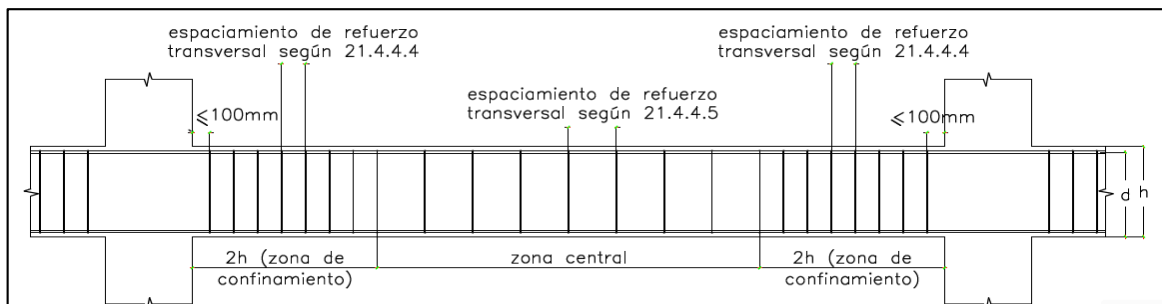 espaciamiento de refuerzo
transversal según 21.4.4.4
espaciamiento de refuerzo
transversal según 21.4.4.4
espaciamiento de refuerzo
transversal según 21.4.4.5
≤100mm
≤100mm
d
h
2h (zona de
confinamiento)
zona central
2h (zona de
confinamiento)